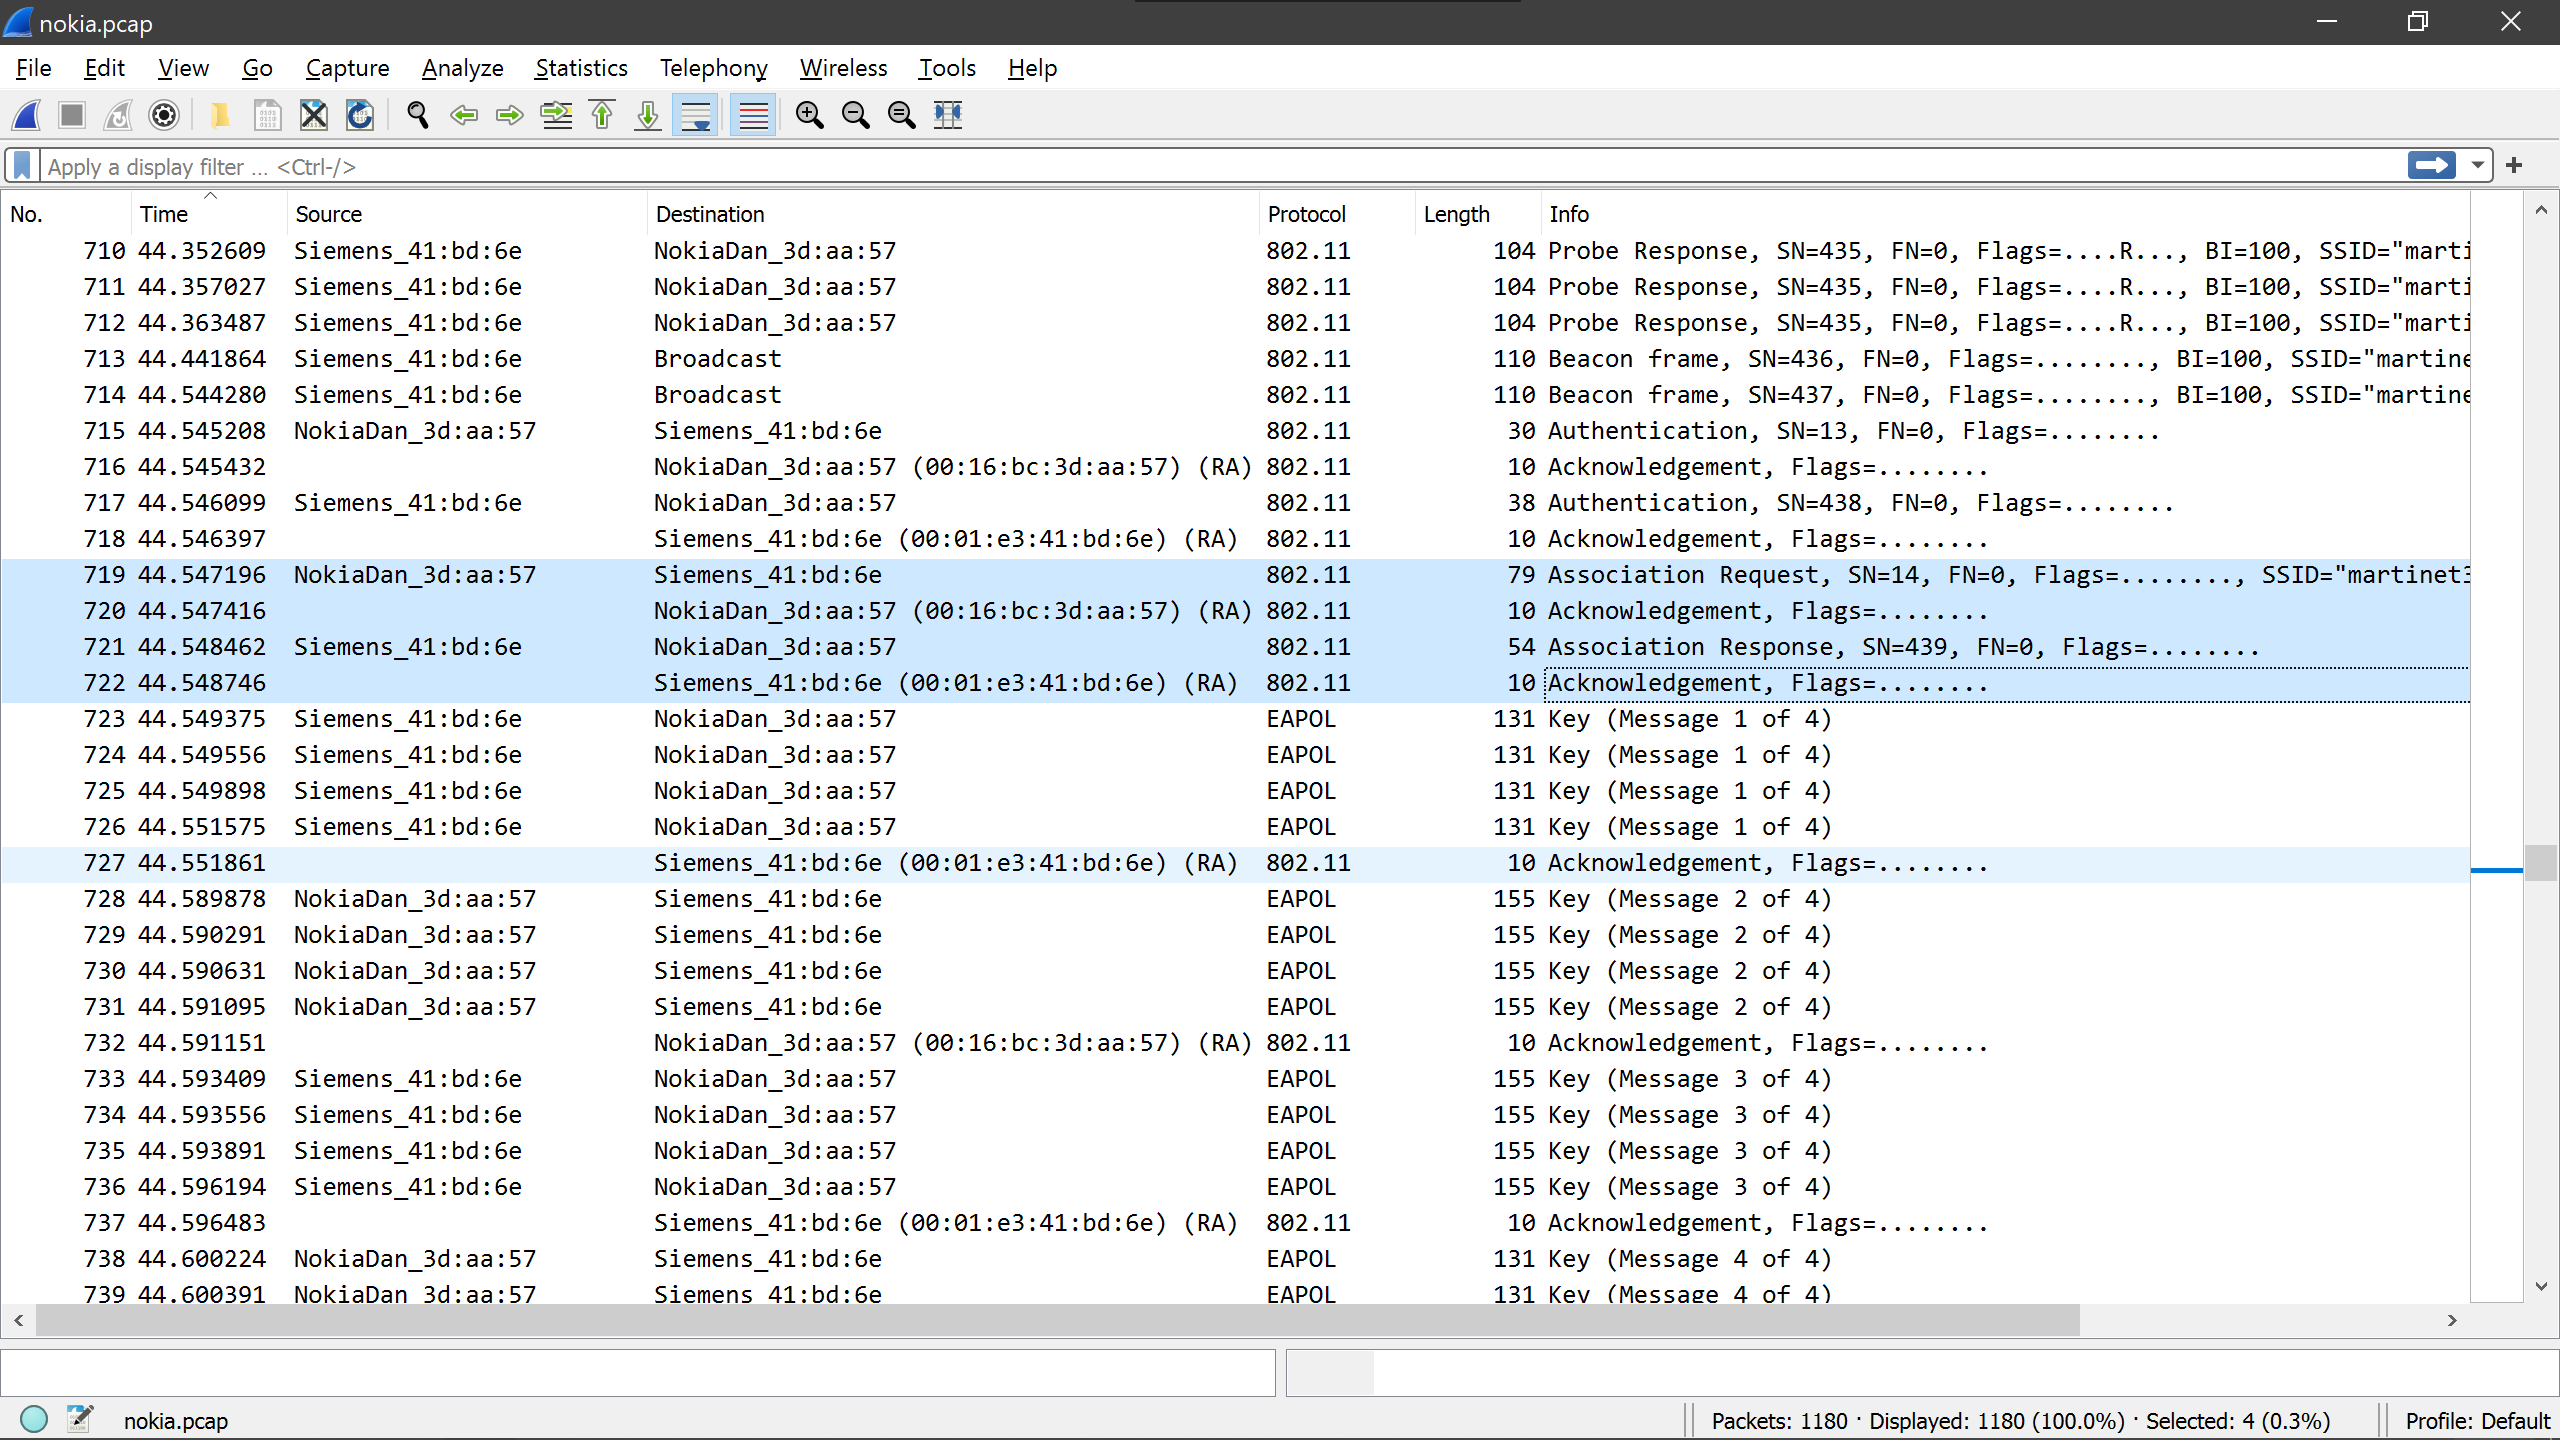 nokia.pcap
File Edit View Go Capture Analyze Statistics Telephony Wireless Tools Help
Apply a display filter ... <Ctrl-/>
No. Time Source Destination Protocol Length Info
710 44.352609 Siemens_41:bd:6e NokiaDan_3d:aa:57 802.11 104 Probe Response, SN=435, FN=0, Flags=....R..., BI=100, SSID="marti
711 44.357027 Siemens_41:bd:6e NokiaDan_3d:aa:57 802.11 104 Probe Response, SN=435, FN=0, Flags=....R..., BI=100, SSID="marti
712 44.363487 Siemens_41:bd:6e NokiaDan_3d:aa:57 802.11 104 Probe Response, SN=435, FN=0, Flags=....R..., BI=100, SSID="marti
713 44.441864 Siemens_41:bd:6e Broadcast 802.11 110 Beacon frame, SN=436, FN=0, Flags=........, BI=100, SSID="martine
714 44.544280 Siemens_41:bd:6e Broadcast 802.11 110 Beacon frame, SN=437, FN=0, Flags=........, BI=100, SSID="martine
715 44.545208 NokiaDan_3d:aa:57 Siemens_41:bd:6e 802.11 30 Authentication, SN=13, FN=0, Flags=........
716 44.545432 NokiaDan_3d:aa:57 (00:16:bc:3d:aa:57) (RA) 802.11 10 Acknowledgement, Flags=........
717 44.546099 Siemens_41:bd:6e NokiaDan_3d:aa:57 802.11 38 Authentication, SN=438, FN=0, Flags=........
718 44.546397 Siemens_41:bd:6e (00:01:e3:41:bd:6e) (RA) 802.11 10 Acknowledgement, Flags=........
719 44.547196 NokiaDan_3d:aa:57 Siemens_41:bd:6e 802.11 79 Association Request, SN=14, FN=0, Flags=........, SSID="martinet3
720 44.547416 NokiaDan_3d:aa:57 (00:16:bc:3d:aa:57) (RA) 802.11 10 Acknowledgement, Flags=........
721 44.548462 Siemens_41:bd:6e NokiaDan_3d:aa:57 802.11 54 Association Response, SN=439, FN=0, Flags=........
722 44.548746 Siemens_41:bd:6e (00:01:e3:41:bd:6e) (RA) 802.11 10 Acknowledgement, Flags=........
723 44.549375 Siemens_41:bd:6e NokiaDan_3d:aa:57 EAPOL 131 Key (Message 1 of 4)
724 44.549556 Siemens_41:bd:6e NokiaDan_3d:aa:57 EAPOL 131 Key (Message 1 of 4)
725 44.549898 Siemens_41:bd:6e NokiaDan_3d:aa:57 EAPOL 131 Key (Message 1 of 4)
726 44.551575 Siemens_41:bd:6e NokiaDan_3d:aa:57 EAPOL 131 Key (Message 1 of 4)
727 44.551861 Siemens_41:bd:6e (00:01:e3:41:bd:6e) (RA) 802.11 10 Acknowledgement, Flags=........
728 44.589878 NokiaDan_3d:aa:57 Siemens_41:bd:6e EAPOL 155 Key (Message 2 of 4)
729 44.590291 NokiaDan_3d:aa:57 Siemens_41:bd:6e EAPOL 155 Key (Message 2 of 4)
730 44.590631 NokiaDan_3d:aa:57 Siemens_41:bd:6e EAPOL 155 Key (Message 2 of 4)
731 44.591095 NokiaDan_3d:aa:57 Siemens_41:bd:6e EAPOL 155 Key (Message 2 of 4)
732 44.591151 NokiaDan_3d:aa:57 (00:16:bc:3d:aa:57) (RA) 802.11 10 Acknowledgement, Flags=........
733 44.593409 Siemens_41:bd:6e NokiaDan_3d:aa:57 EAPOL 155 Key (Message 3 of 4)
734 44.593556 Siemens_41:bd:6e NokiaDan_3d:aa:57 EAPOL 155 Key (Message 3 of 4)
735 44.593891 Siemens_41:bd:6e NokiaDan_3d:aa:57 EAPOL 155 Key (Message 3 of 4)
736 44.596194 Siemens_41:bd:6e NokiaDan_3d:aa:57 EAPOL 155 Key (Message 3 of 4)
737 44.596483 Siemens_41:bd:6e (00:01:e3:41:bd:6e) (RA) 802.11 10 Acknowledgement, Flags=........
738 44.600224 NokiaDan_3d:aa:57 Siemens_41:bd:6e EAPOL 131 Key (Message 4 of 4)
739 44.600391 NokiaDan_3d:aa:57 Siemens_41:bd:6e EAPOL 131 Key (Message 4 of 4)
nokia.pcap Packets: 1180 · Displayed: 1180 (100.0%) · Selected: 4 (0.3%) Profile: Default